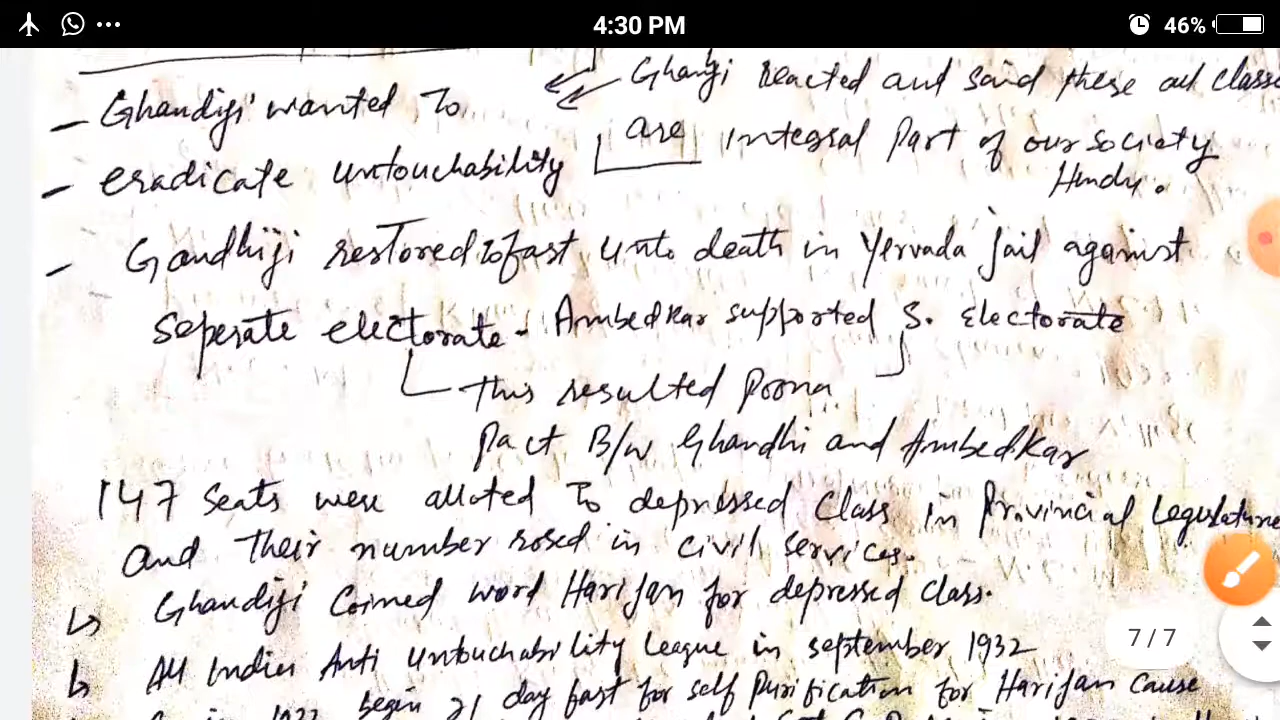 4:30 PM
46%
Ghangi reacted and said these all class
- Ghandigi wanted To
are integral part of our society
Hindu.
- eradicate untouchability
- Gandhiji restored to fast unto death in Yervada jail against
seperate electorate - Ambedkar supported S. Electorate
This resulted Poona
Pact B/w Ghandhi and Ambedkar
147 seats were alloted To depressed class in Provincial Legislature
and their number rosed in civil services.
Ghandiji Coined word Harijan for depressed class.
All India Anti Untouchability League in september 1932
begin 21 day fast for self Purification for Harijan cause
7/7